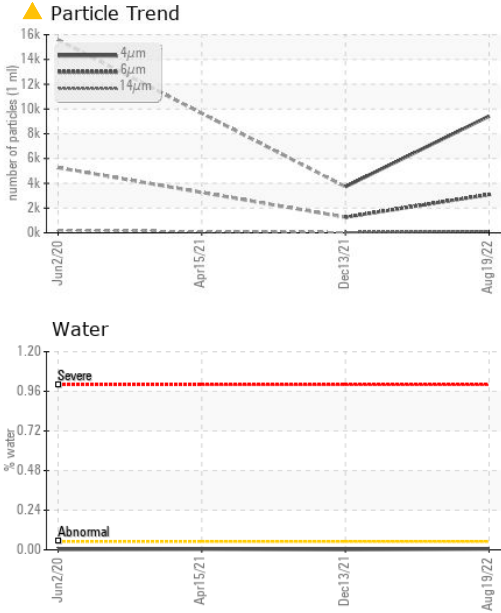 Particle Trend
number of particles (1 ml)
16k
14k
12k
10k
8k
6k
4k
2k
0k
4µm
6µm
14µm
Jun2/20
Apr15/21
Dec13/21
Aug19/22
Water
% water
1.20
0.96
0.72
0.48
0.24
0.00
Severe
Abnormal
Jun2/20
Apr15/21
Dec13/21
Aug19/22